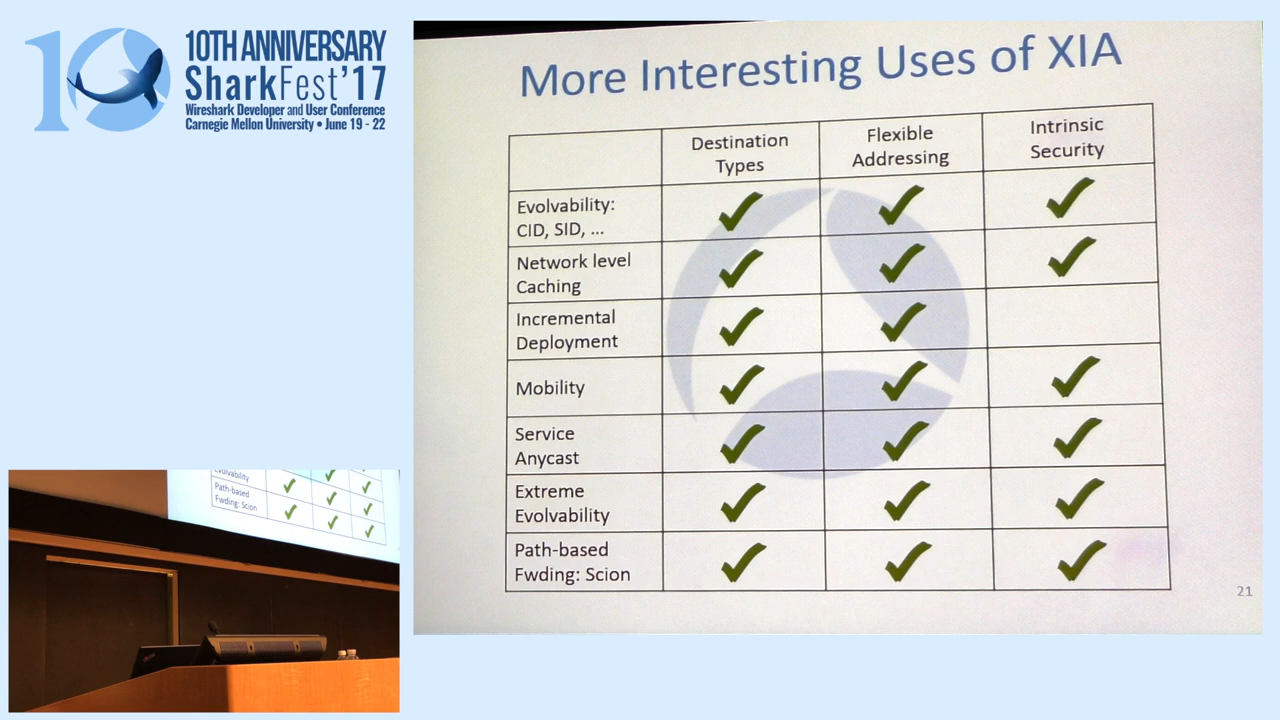 10
10TH ANNIVERSARY
SharkFest'17
Wireshark Developer and User Conference
Carnegie Mellon University • June 19 - 22
More Interesting Uses of XIA
Destination
Types
Flexible
Addressing
Intrinsic
Security
Evolvability:
CID, SID, ...
Network level
Caching
Incremental
Deployment
Mobility
Service
Anycast
Extreme
Evolvability
Path-based
Fwding: Scion
21
Evolvability
Path-based
Fwding: Scion